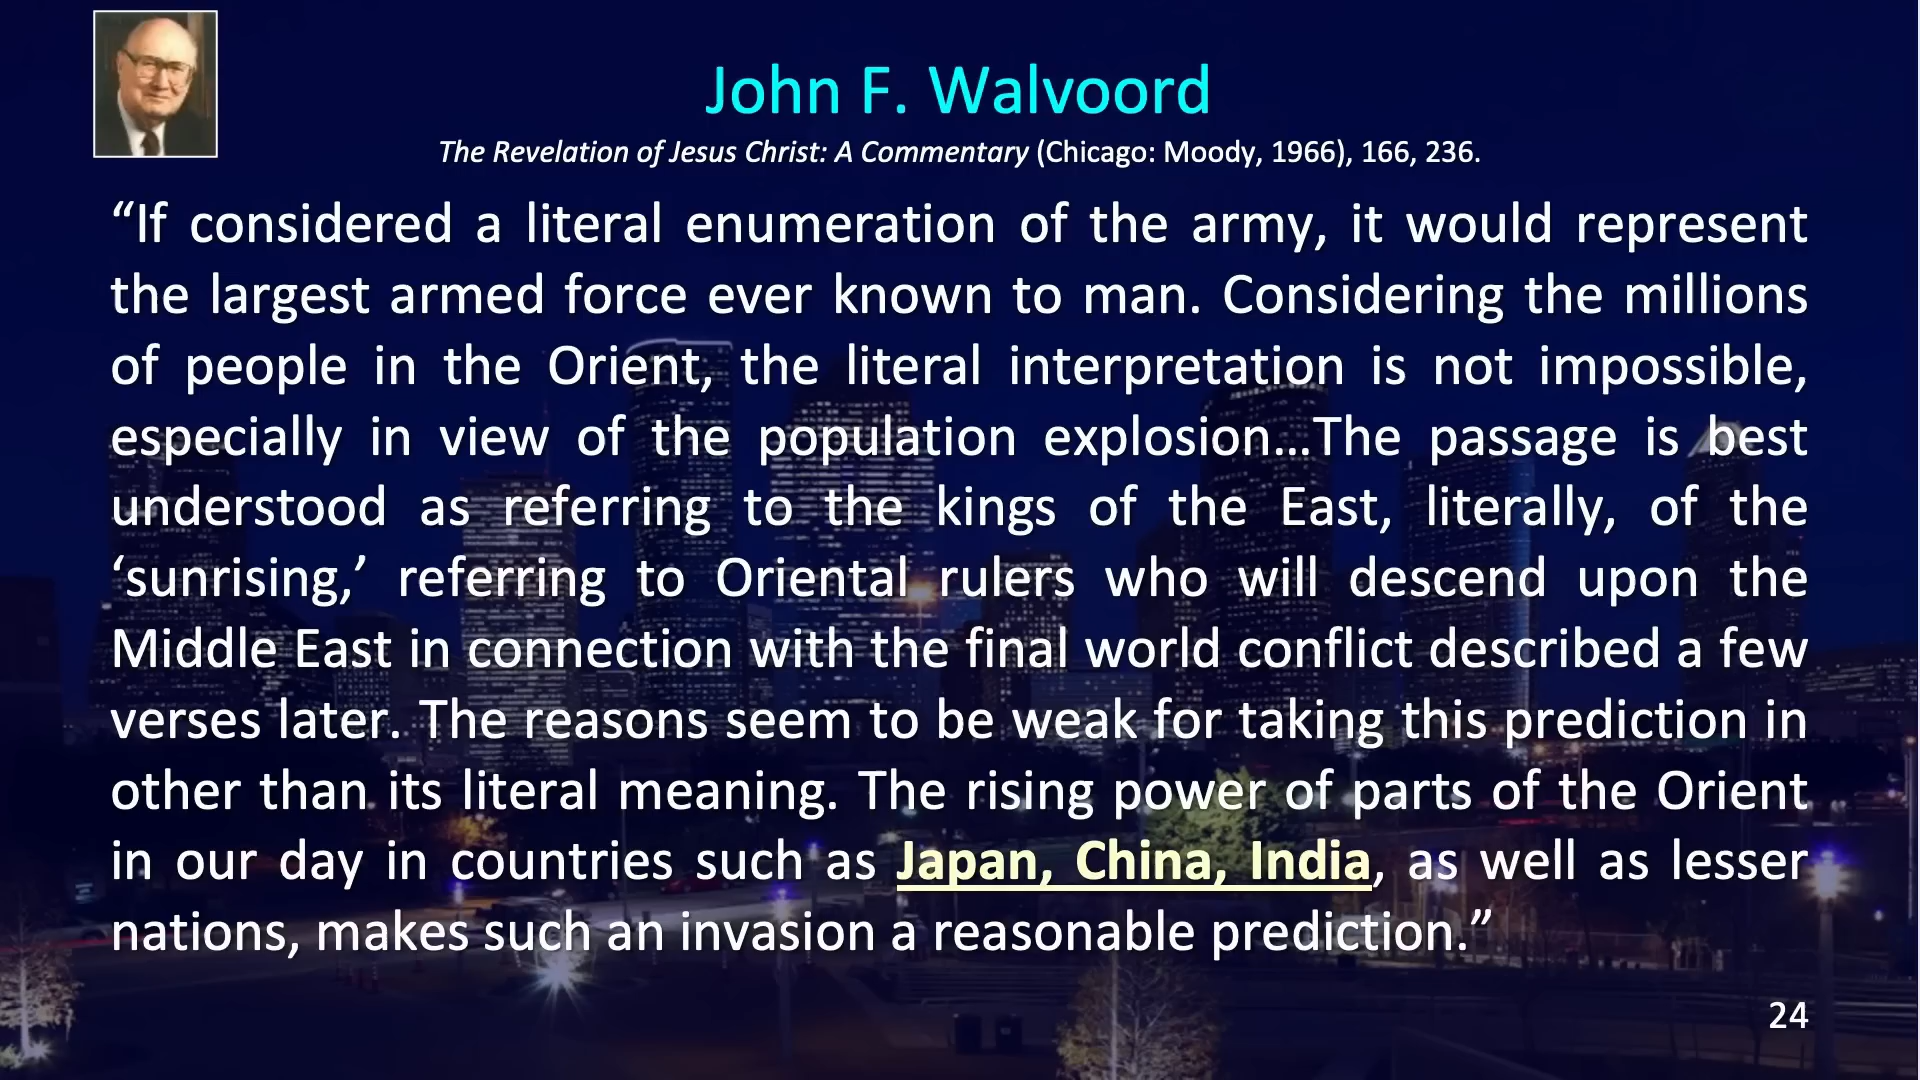 John F. Walvoord
The Revelation of Jesus Christ: A Commentary (Chicago: Moody, 1966), 166, 236.
“If considered a literal enumeration of the army, it would represent
the largest armed force ever known to man. Considering the millions
of people in the Orient, the literal interpretation is not impossible,
especially in view of the population explosion…The passage is best
understood as referring to the kings of the East, literally, of the
‘sunrising,’ referring to Oriental rulers who will descend upon the
Middle East in connection with the final world conflict described a few
verses later. The reasons seem to be weak for taking this prediction in
other than its literal meaning. The rising power of parts of the Orient
in our day in countries such as Japan, China, India, as well as lesser
nations, makes such an invasion a reasonable prediction.”
24